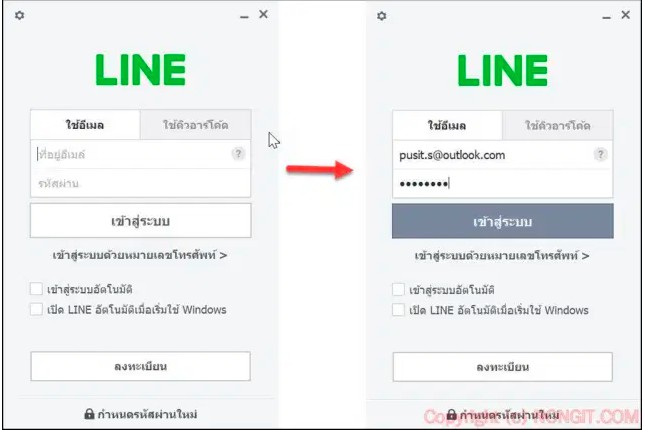 LINE
ใช้อีเมล ใช้คิวอาร์โค้ด
ที่อยู่อีเมล์ ?
รหัสผ่าน
เข้าสู่ระบบ
เข้าสู่ระบบด้วยหมายเลขโทรศัพท์ >
เข้าสู่ระบบอัตโนมัติ
เปิด LINE อัตโนมัติเมื่อเริ่มใช้ Windows
ลงทะเบียน
กำหนดรหัสผ่านใหม่
LINE
ใช้อีเมล ใช้คิวอาร์โค้ด
pusit.s@outlook.com ?
••••••••
เข้าสู่ระบบ
เข้าสู่ระบบด้วยหมายเลขโทรศัพท์ >
เข้าสู่ระบบอัตโนมัติ
เปิด LINE อัตโนมัติเมื่อเริ่มใช้ Windows
ลงทะเบียน
กำหนดรหัสผ่านใหม่
Copyright (c) NONGIT.COM